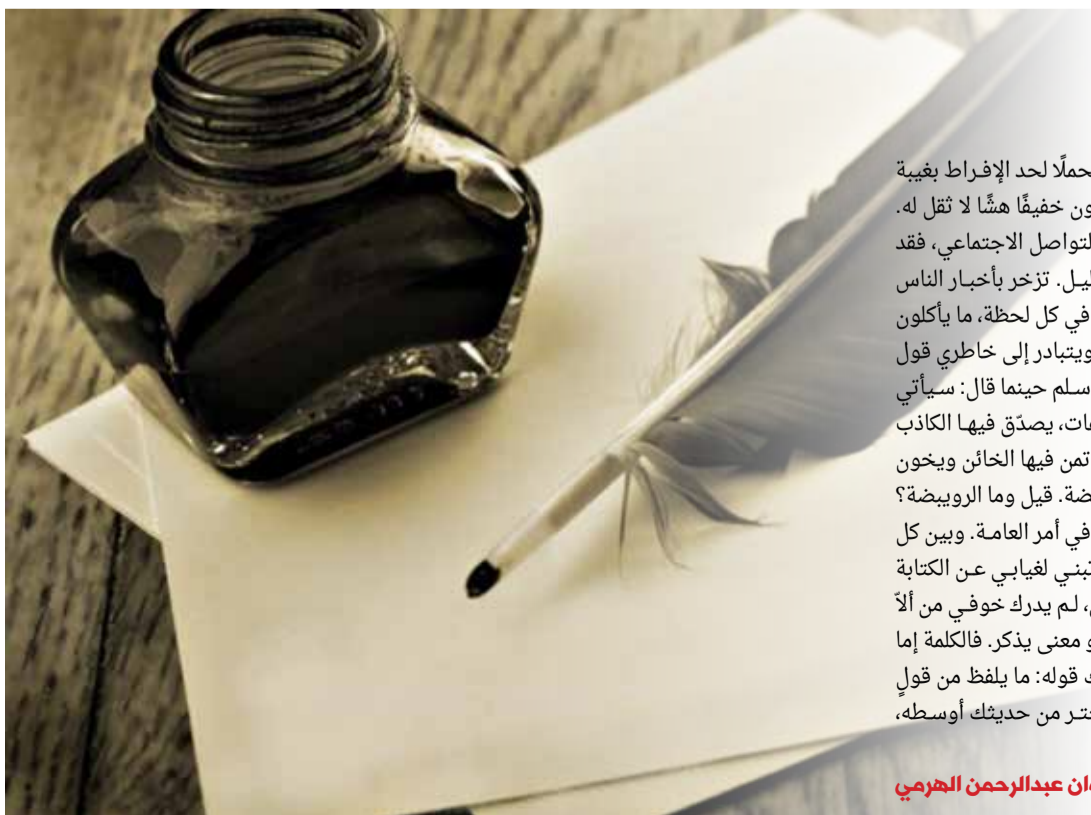 حملًا لحد الإفراط بغيبة
ون خفيفًا هشًّا لا ثقل له.
لتواصل الاجتماعي، فقد
ليل. تزخر بأخبار الناس
في كل لحظة، ما يأكلون
ويتبادر إلى خاطري قول
سلم حينما قال: سيأتي
ات، يصدّق فيها الكاذب
تمن فيها الخائن ويخون
ضة. قيل وما الرويبضة؟
في أمر العامة. وبين كل
تبني لغيابي عن الكتابة
، لم يدرك خوفي من ألاّ
و معنى يذكر. فالكلمة إما
ك قوله: ما يلفظ من قولٍ
ختر من حديثك أوسطه،
ان عبدالرحمن الهرمي